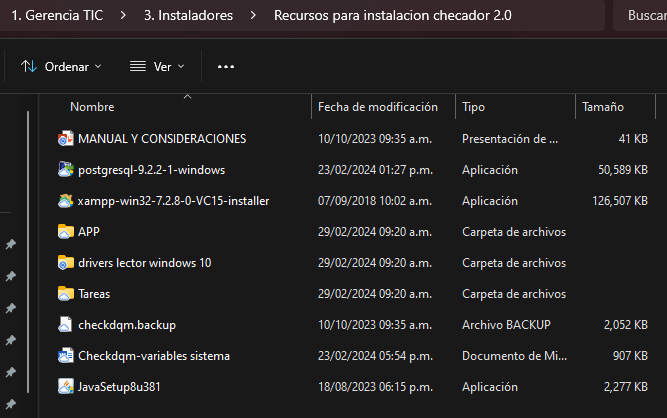 1. Gerencia TIC > 3. Instaladores > Recursos para instalacion checador 2.0 Buscar
Ordenar Ver ...
Nombre Fecha de modificación Tipo Tamaño
MANUAL Y CONSIDERACIONES 10/10/2023 09:35 a.m. Presentación de ... 41 KB
postgresql-9.2.2-1-windows 23/02/2024 01:27 p.m. Aplicación 50,589 KB
xampp-win32-7.2.8-0-VC15-installer 07/09/2018 10:02 a.m. Aplicación 126,507 KB
APP 29/02/2024 09:20 a.m. Carpeta de archivos
drivers lector windows 10 29/02/2024 09:20 a.m. Carpeta de archivos
Tareas 29/02/2024 09:20 a.m. Carpeta de archivos
checkdqm.backup 10/10/2023 09:35 a.m. Archivo BACKUP 2,052 KB
Checkdqm-variables sistema 23/02/2024 05:54 p.m. Documento de Mi... 907 KB
JavaSetup8u381 18/08/2023 06:15 p.m. Aplicación 2,277 KB